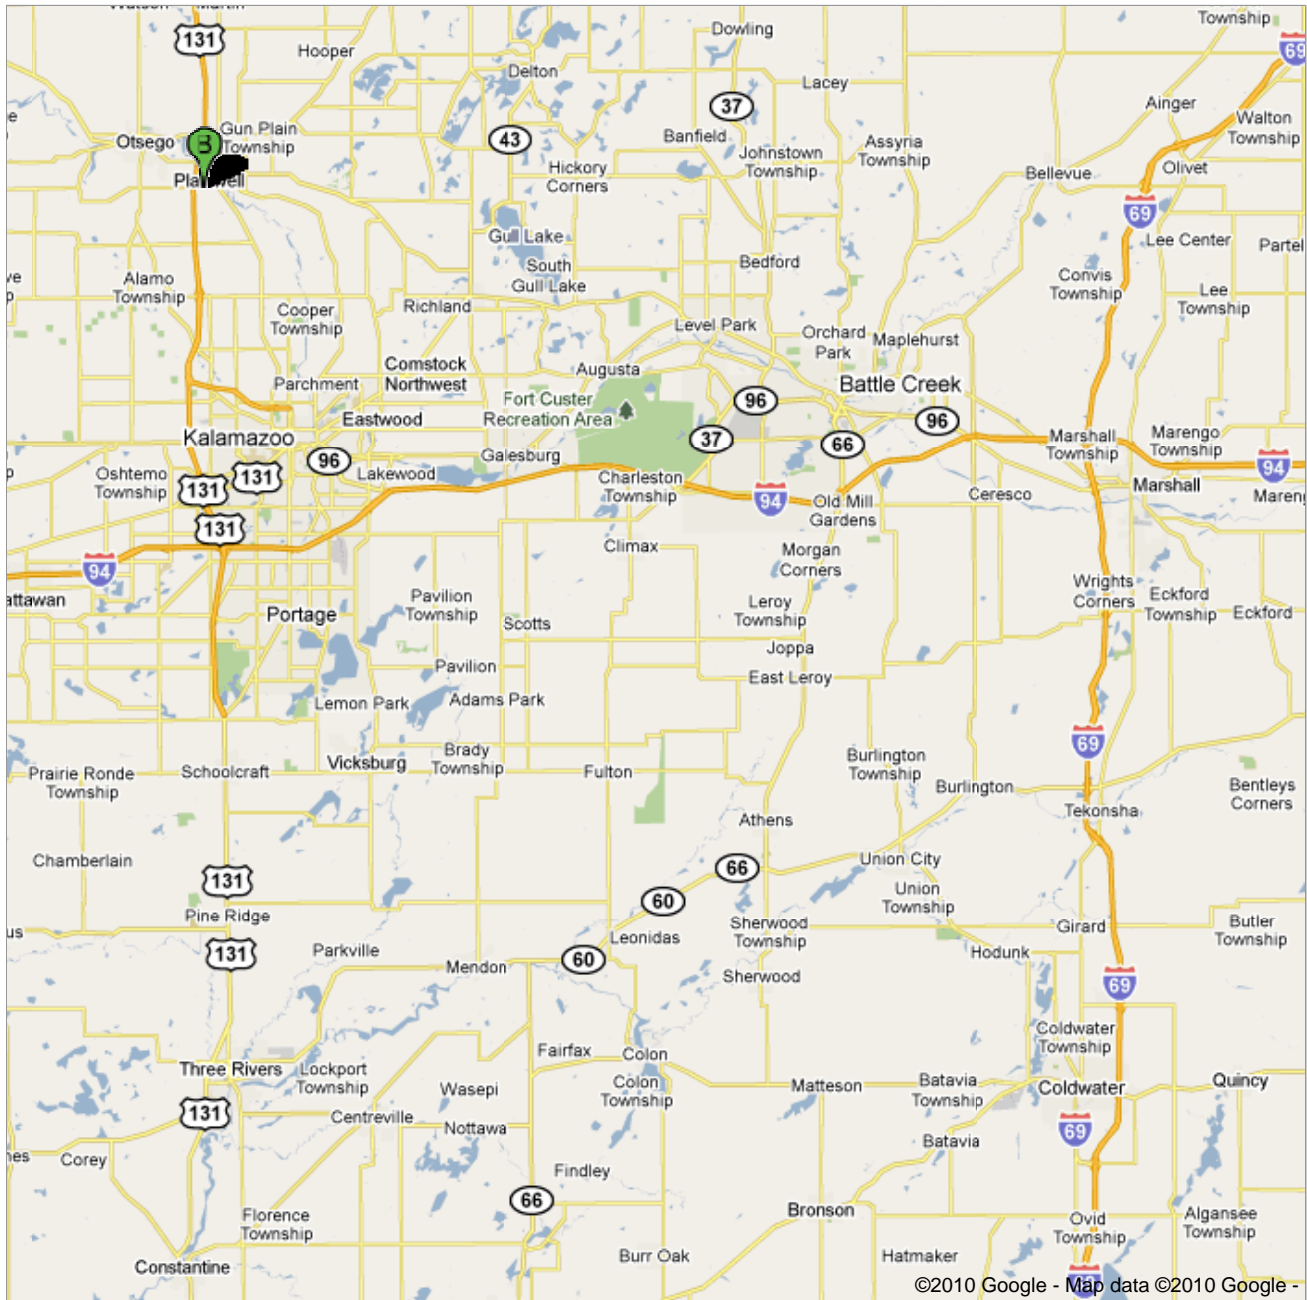 Watson Martin
131
Hooper
Dowling
Township
69
Delton
Lacey
37
Ainger
Walton
Township
Otsego
B
Gun Plain
Township
43
Banfield
Assyria
Township
Johnstown
Township
Hickory
Corners
Bellevue
Olivet
69
Gull Lake
Lee Center
Partel
South
Gull Lake
Bedford
Alamo
Township
Convis
Township
Lee
Township
Richland
Cooper
Township
Level Park
Orchard
Park
Maplehurst
Comstock
Northwest
Augusta
Parchment
Battle Creek
Fort Custer
Recreation Area
96
96
Eastwood
Kalamazoo
37
66
Marshall
Township
Marengo
Township
96
Galesburg
94
Oshtemo
Township
131
131
Lakewood
Charleston
Township
94
Ceresco
Marshall
Maren
Old Mill
Gardens
131
Climax
Morgan
Corners
94
attawan
Pavilion
Township
Wrights
Corners
Eckford
Township
Eckford
Portage
Scotts
Leroy
Township
Joppa
Pavilion
East Leroy
Lemon Park
Adams Park
69
Prairie Ronde
Township
Schoolcraft
Vicksburg
Brady
Township
Fulton
Burlington
Township
Burlington
Bentleys
Corners
Tekonsha
Athens
Chamberlain
66
Union City
131
60
Union
Township
Pine Ridge
us
Leonidas
Sherwood
Township
Girard
Butler
Township
131
Parkville
Mendon
60
Hodunk
Sherwood
69
Coldwater
Township
Three Rivers
Lockport
Township
Fairfax
Colon
Colon
Township
Wasepi
Matteson
Batavia
Township
Coldwater
Quincy
131
Centreville
Nottawa
69
Batavia
nes
Corey
Findley
66
Bronson
Florence
Township
Ovid
Township
Algansee
Township
Constantine
Burr Oak
Hatmaker
©2010 Google - Map data ©2010 Google -